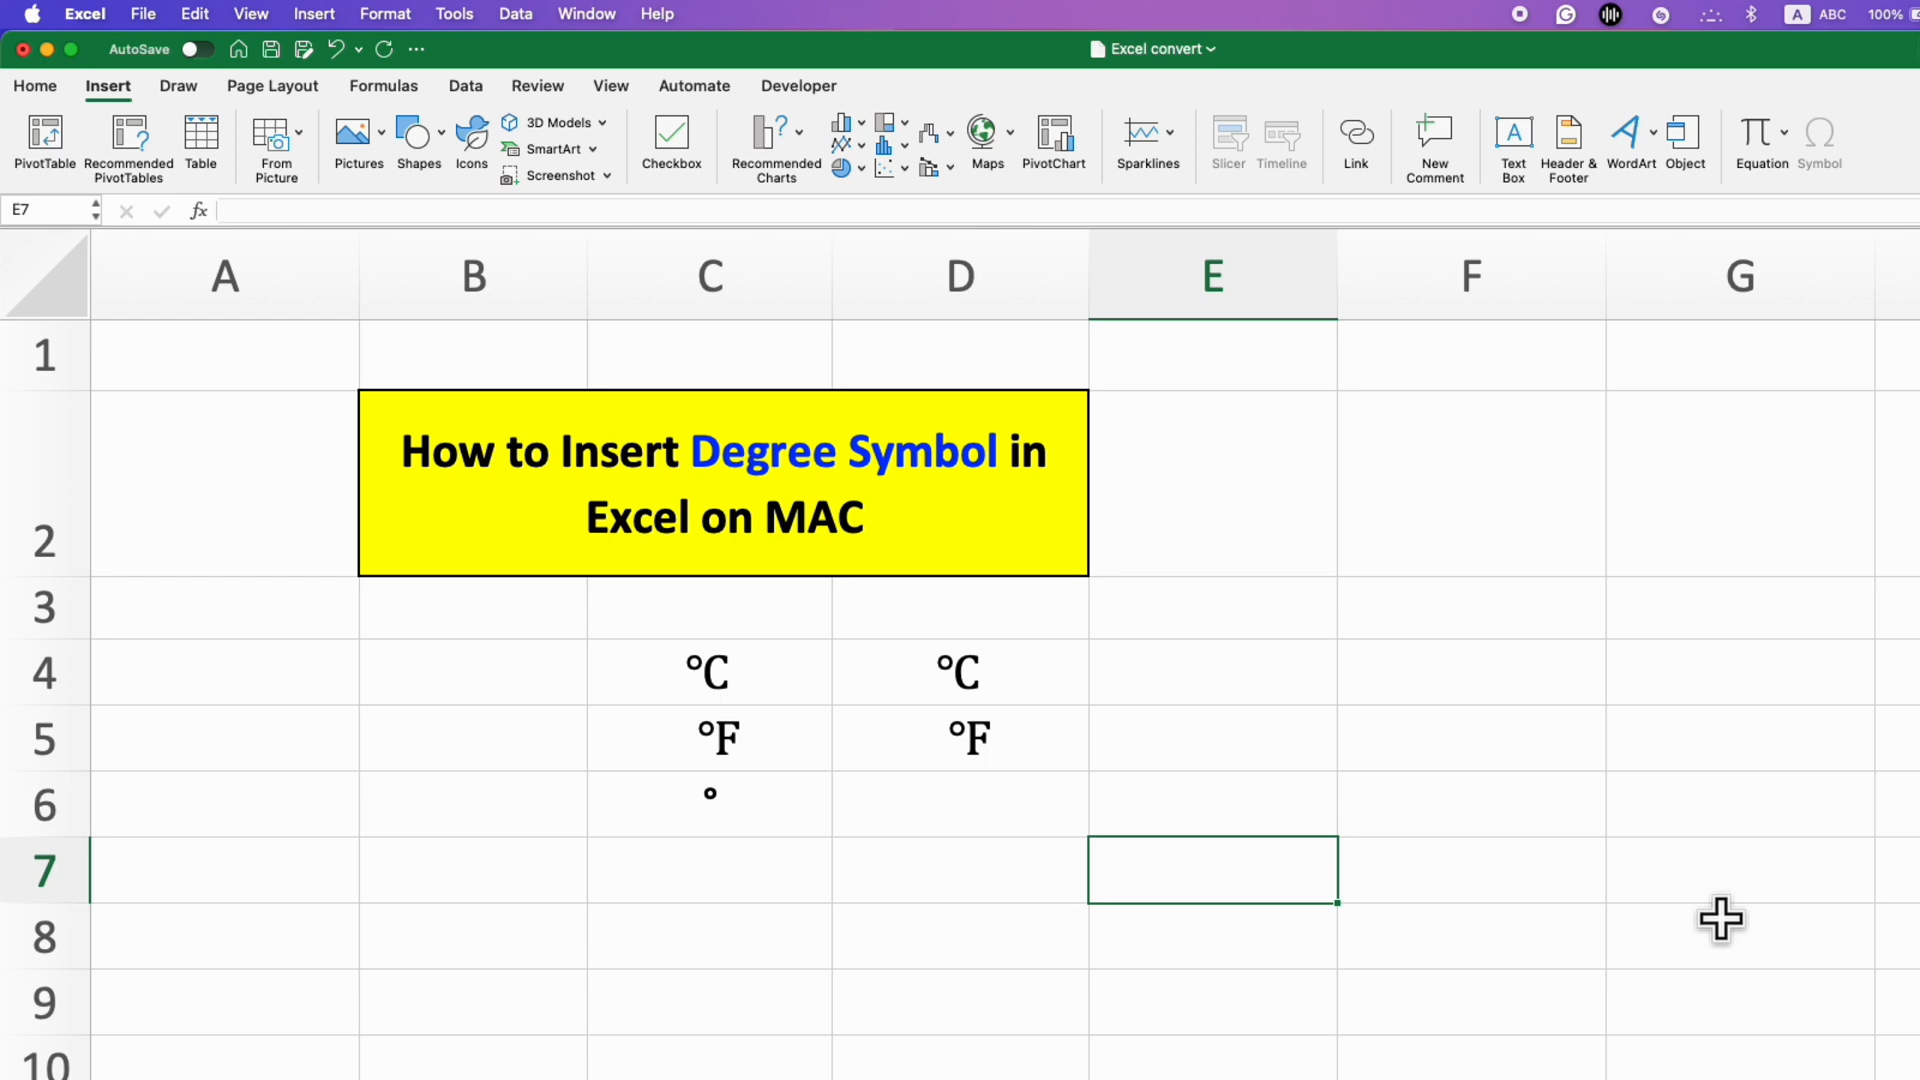 Excel File Edit View Insert Format Tools Data Window Help A ABC 100%
AutoSave Excel convert
Home Insert Draw Page Layout Formulas Data Review View Automate Developer
PivotTable Recommended PivotTables Table From Picture Pictures Shapes Icons 3D Models SmartArt Screenshot Checkbox Recommended Charts Maps PivotChart Sparklines Slicer Timeline Link New Comment Text Box Header & Footer WordArt Object Equation Symbol
E7 fx
A B C D E F G
1
How to Insert Degree Symbol in
Excel on MAC
2
3
4 °C °C
5 °F °F
6 °
7
8
9
10